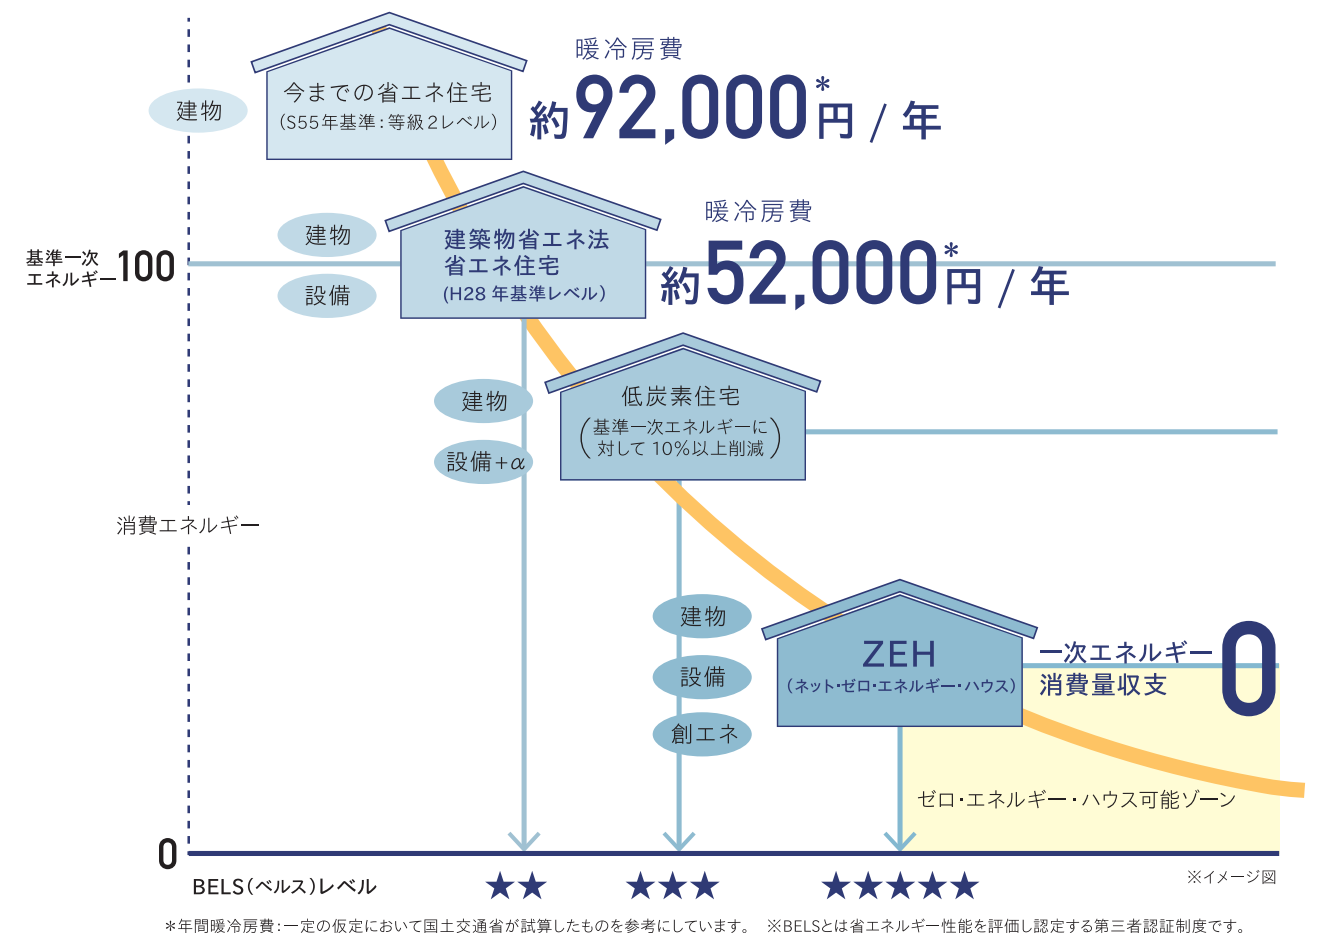 暖冷房費
約92,000*円 / 年
建物
今までの省エネ住宅
(S55年基準：等級2レベル)
暖冷房費
約52,000*円 / 年
建物
設備
建築物省エネ法
省エネ住宅
(H28 年基準レベル)
基準一次
エネルギー100
建物
設備+α
低炭素住宅
(基準一次エネルギーに
対して 10%以上削減)
消費エネルギー
建物
設備
創エネ
ZEH
(ネット・ゼロ・エネルギー・ハウス)
一次エネルギー
消費量収支 0
ゼロ・エネルギー・ハウス可能ゾーン
0
BELS(ベルス)レベル
★★
★★★
★★★★★
※イメージ図
*年間暖冷房費：一定の仮定において国土交通省が試算したものを参考にしています。 ※BELSとは省エネルギー性能を評価し認定する第三者認証制度です。